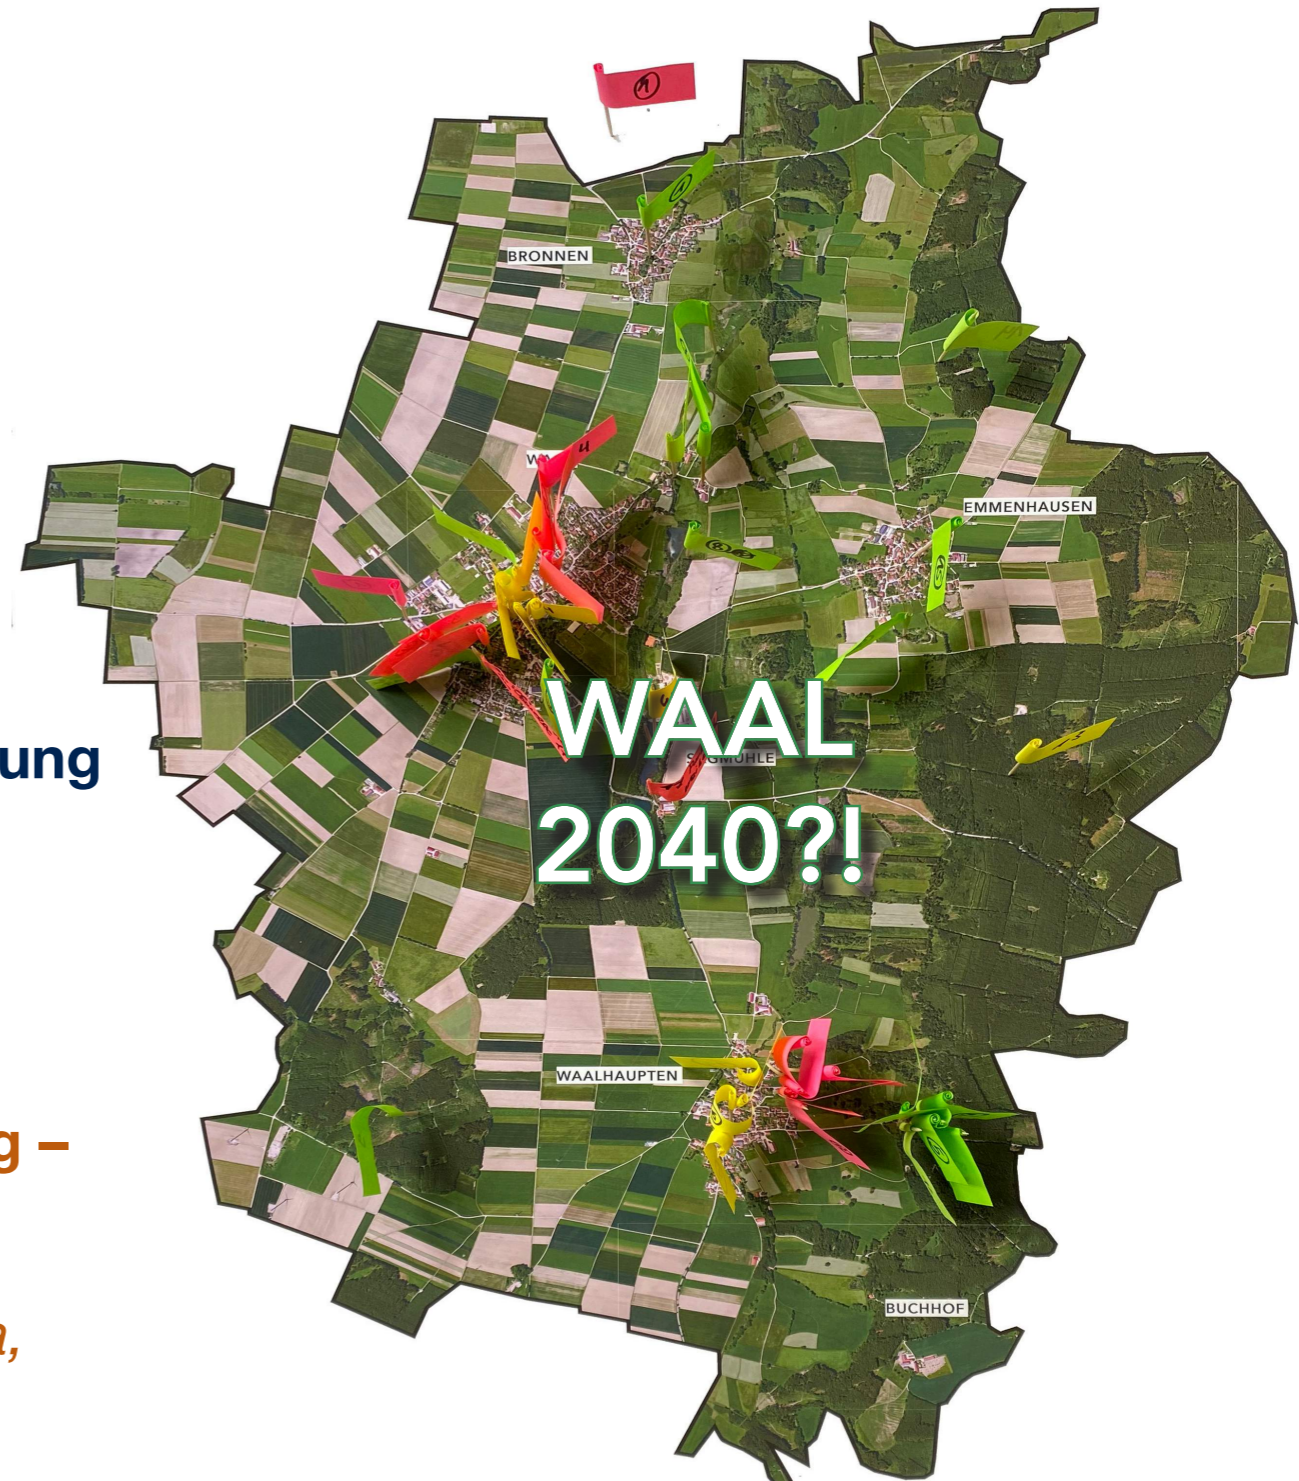 BRONNEN
EMMENHAUSEN
ung
WAAL
2040?!
WAALHAUPTEN
g –
BUCHHOF